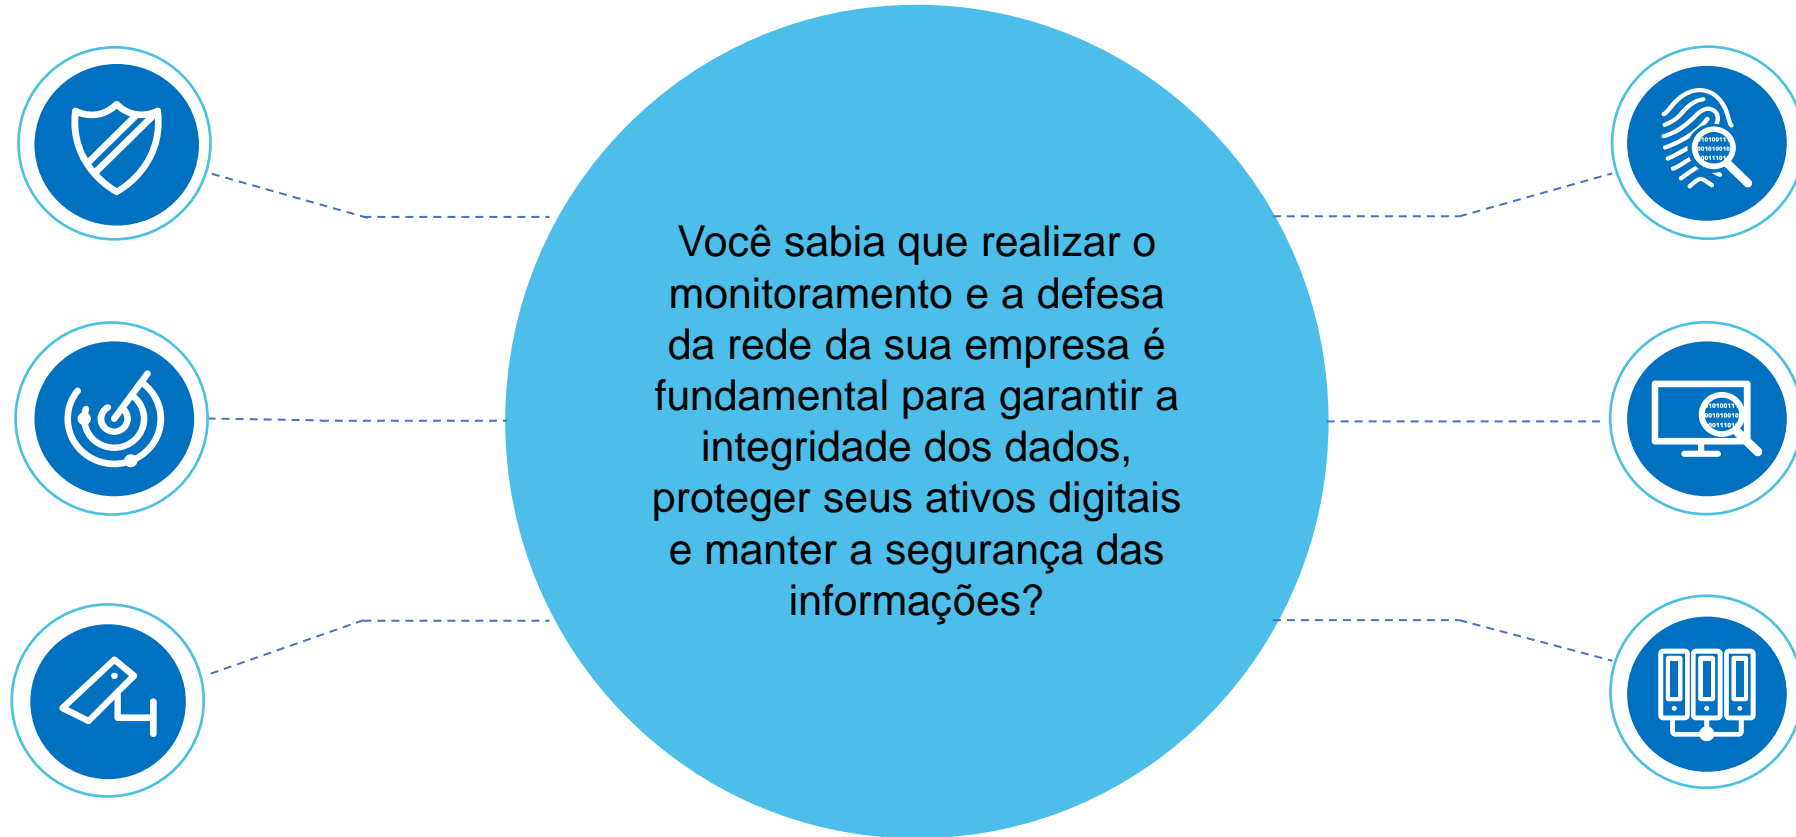 Você sabia que realizar o
monitoramento e a defesa
da rede da sua empresa é
fundamental para garantir a
integridade dos dados,
proteger seus ativos digitais
e manter a segurança das
informações?